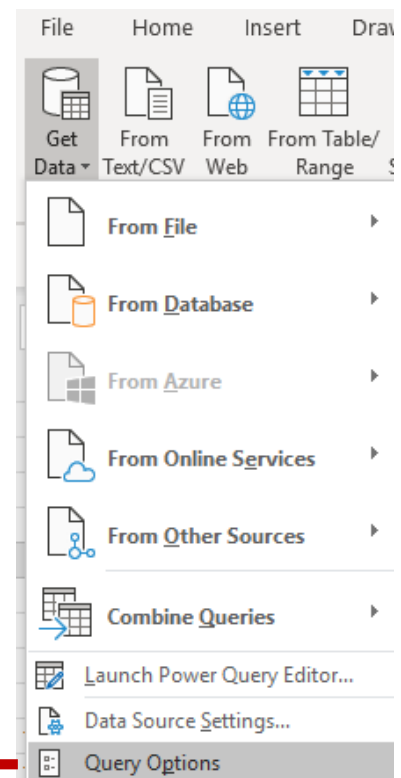 File Home Insert Draw
Get From From From Table/
Data Text/CSV Web Range
From File
From Database
From Azure
From Online Services
From Other Sources
Combine Queries
Launch Power Query Editor...
Data Source Settings...
Query Options